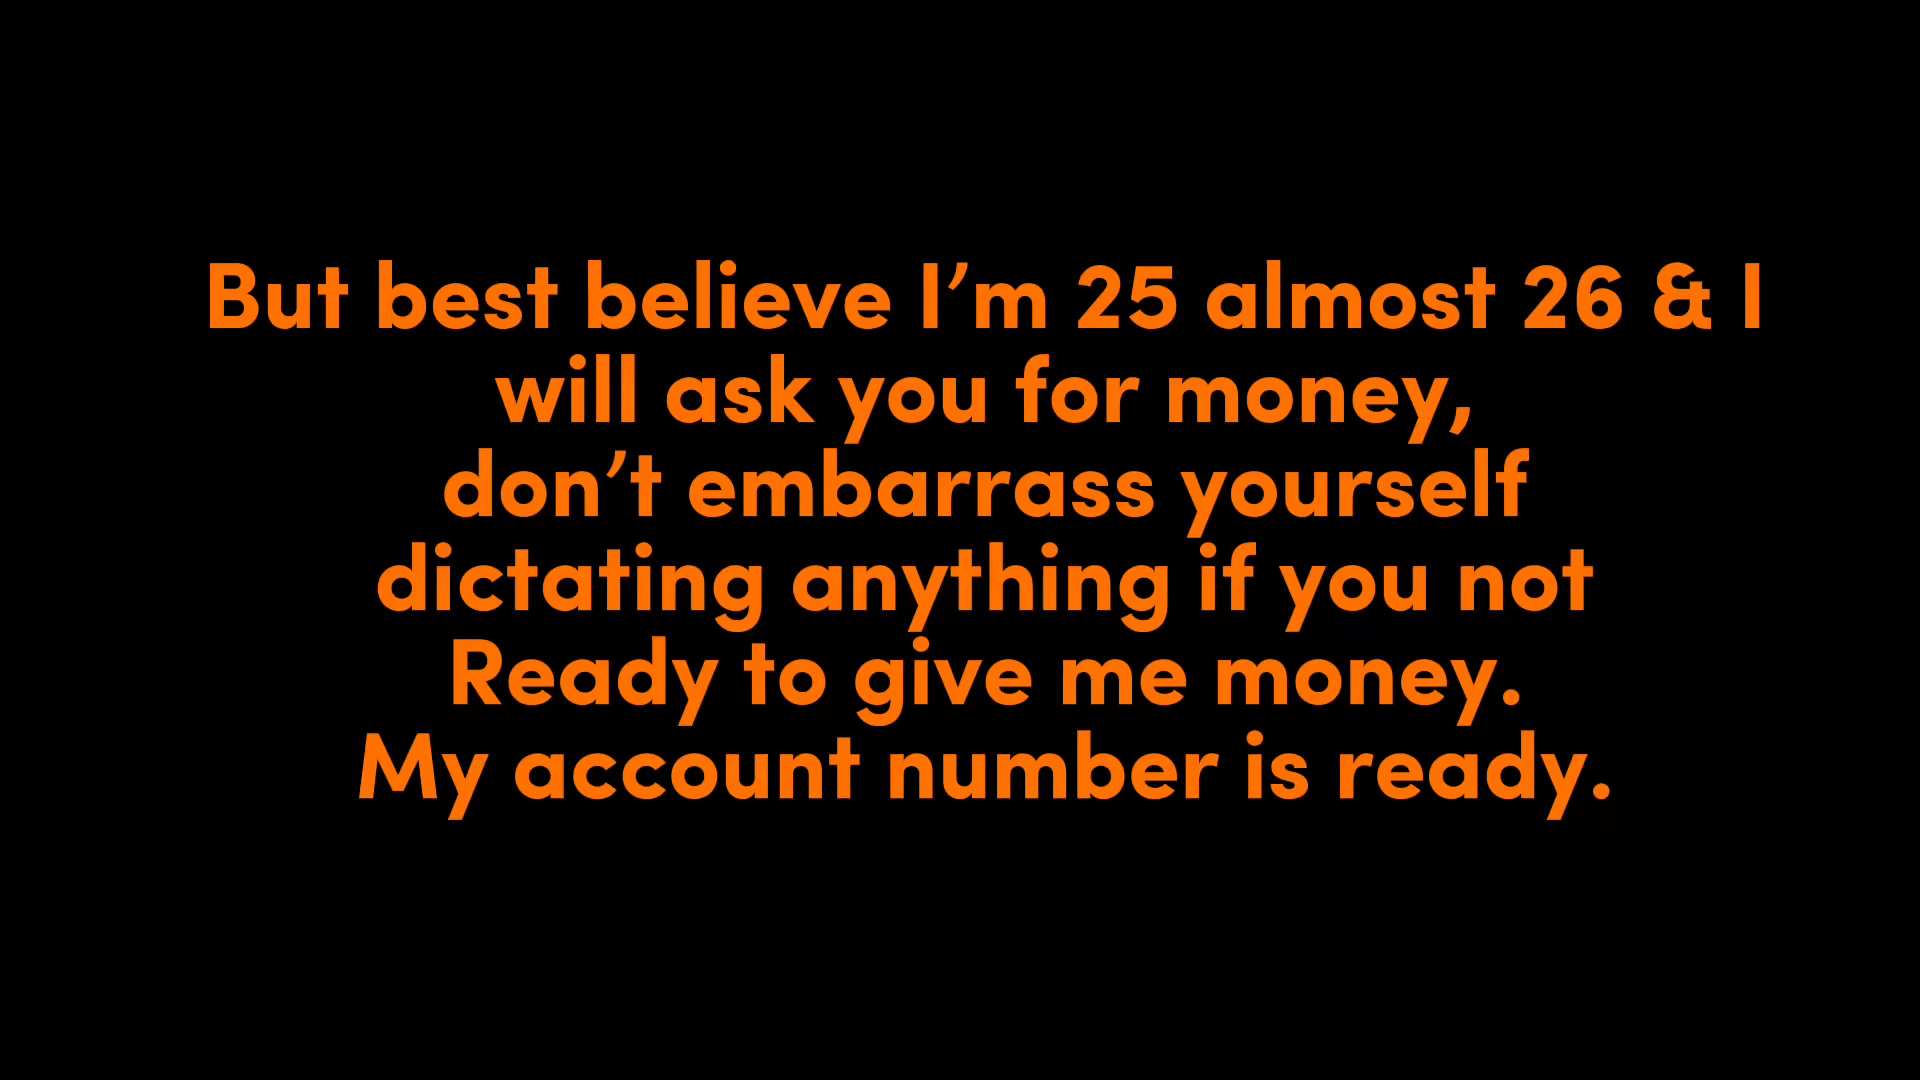 But best believe I’m 25 almost 26 & I
will ask you for money,
don’t embarrass yourself
dictating anything if you not
Ready to give me money.
My account number is ready.